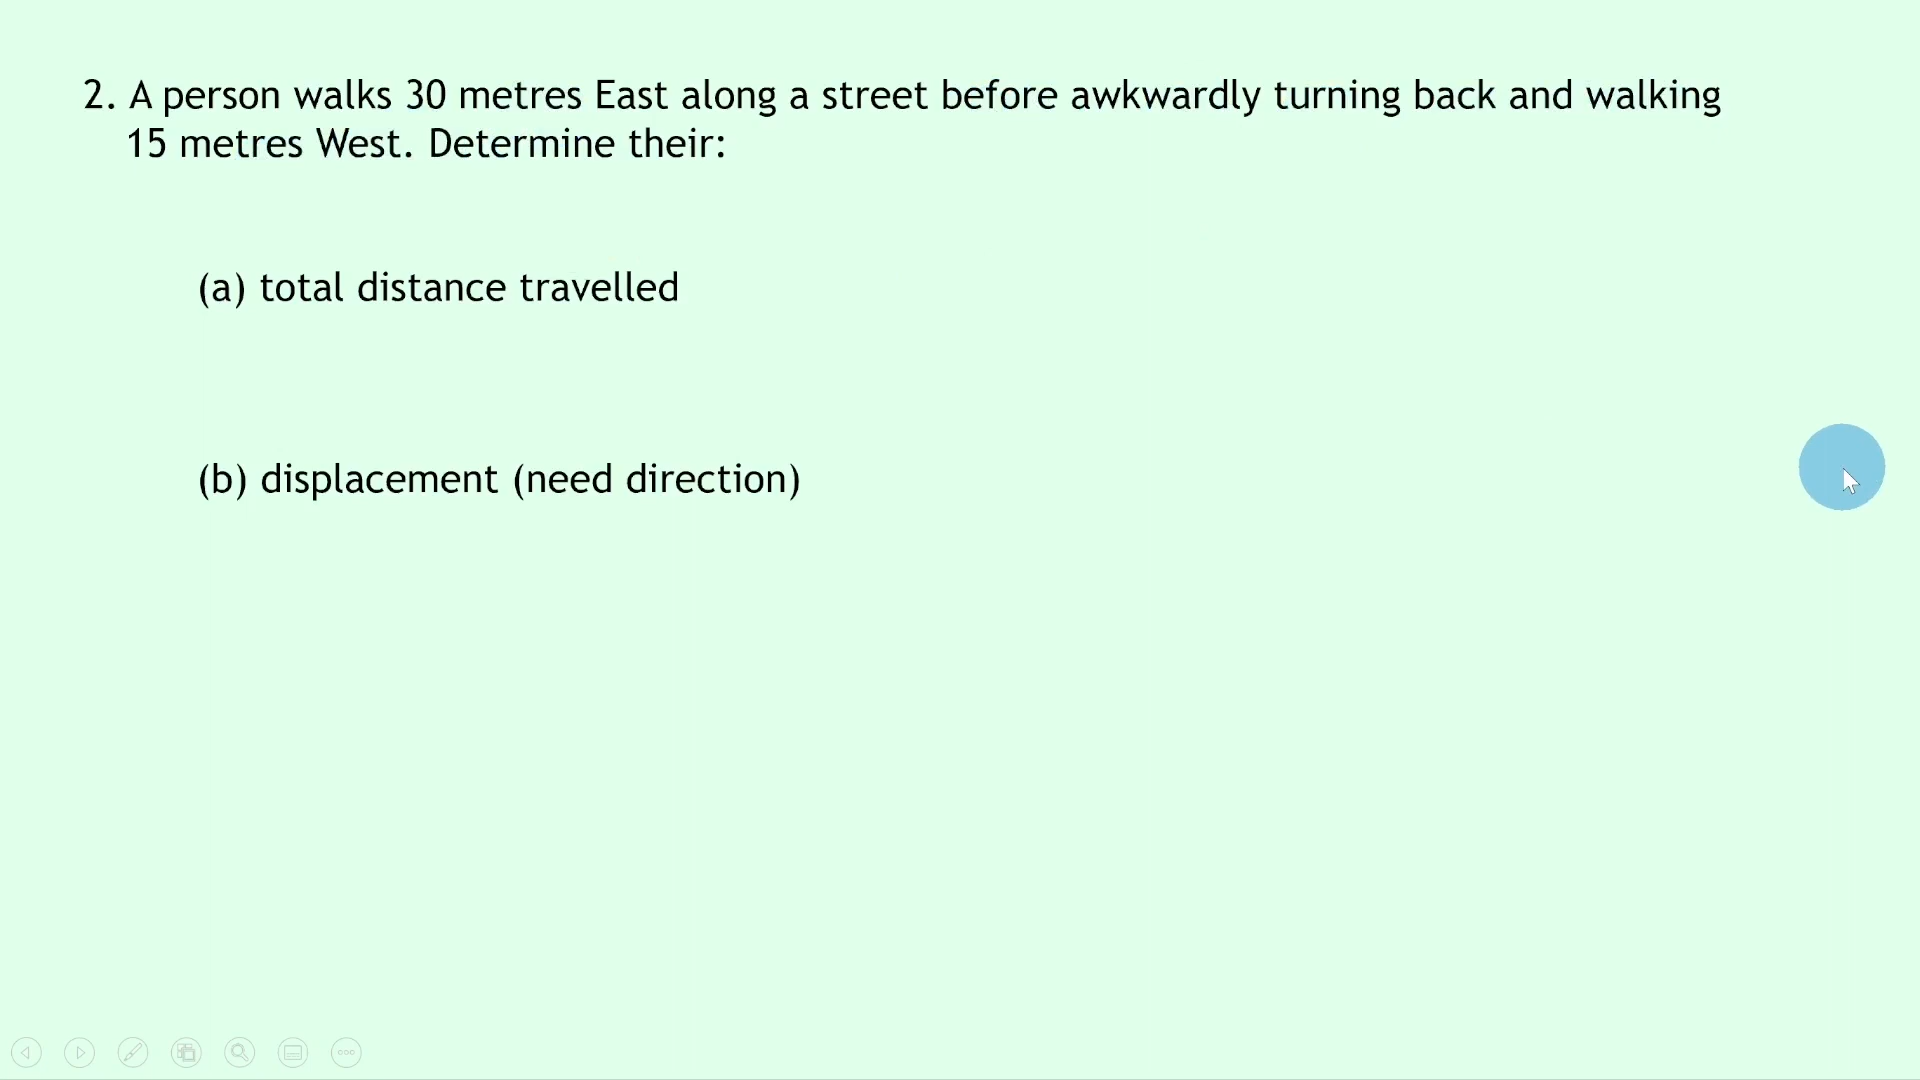 2. A person walks 30 metres East along a street before awkwardly turning back and walking
15 metres West. Determine their:
(a) total distance travelled
(b) displacement (need direction)